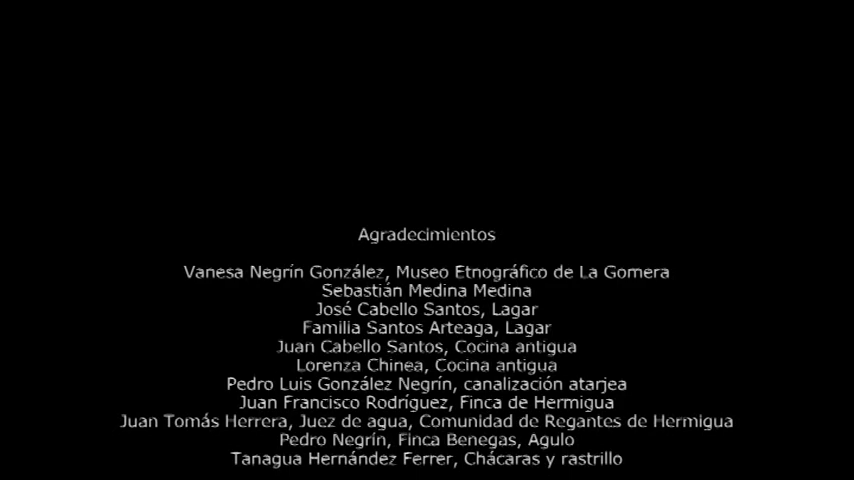 Agradecimientos
Vanesa Negrín González, Museo Etnográfico de La Gomera
Sebastián Medina Medina
José Cabello Santos, Lagar
Familia Santos Arteaga, Lagar
Juan Cabello Santos, Cocina antigua
Lorenza Chinea, Cocina antigua
Pedro Luis González Negrín, canalización atarjea
Juan Francisco Rodríguez, Finca de Hermigua
Juan Tomás Herrera, Juez de agua, Comunidad de Regantes de Hermigua
Pedro Negrín, Finca Benegas, Agulo
Tanagua Hernández Ferrer, Chácaras y rastrillo